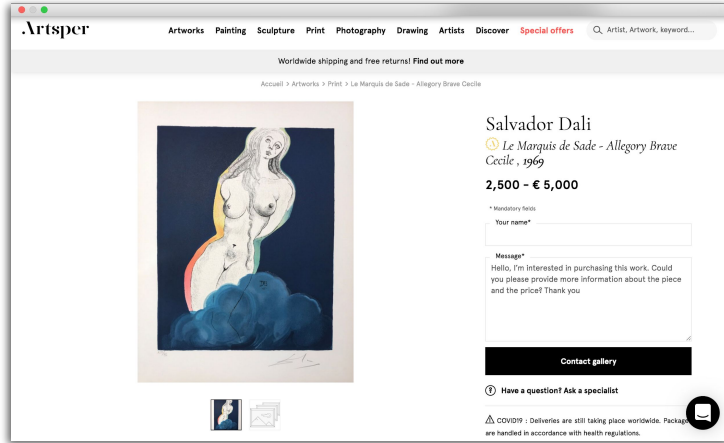 Artsper
Artworks Painting Sculpture Print Photography Drawing Artists Discover Special offers Artist, Artwork, keyword...
Worldwide shipping and free returns! Find out more
Accueil > Artworks > Print > Le Marquis de Sade - Allegory Brave Cecile
Salvador Dali
A Le Marquis de Sade - Allegory Brave
Cecile , 1969
2,500 - € 5,000
* Mandatory fields
Your name*
Message*
Hello, I'm interested in purchasing this work. Could
you please provide more information about the piece
and the price? Thank you
Contact gallery
? Have a question? Ask a specialist
COVID19 : Deliveries are still taking place worldwide. Package
are handled in accordance with health regulations.